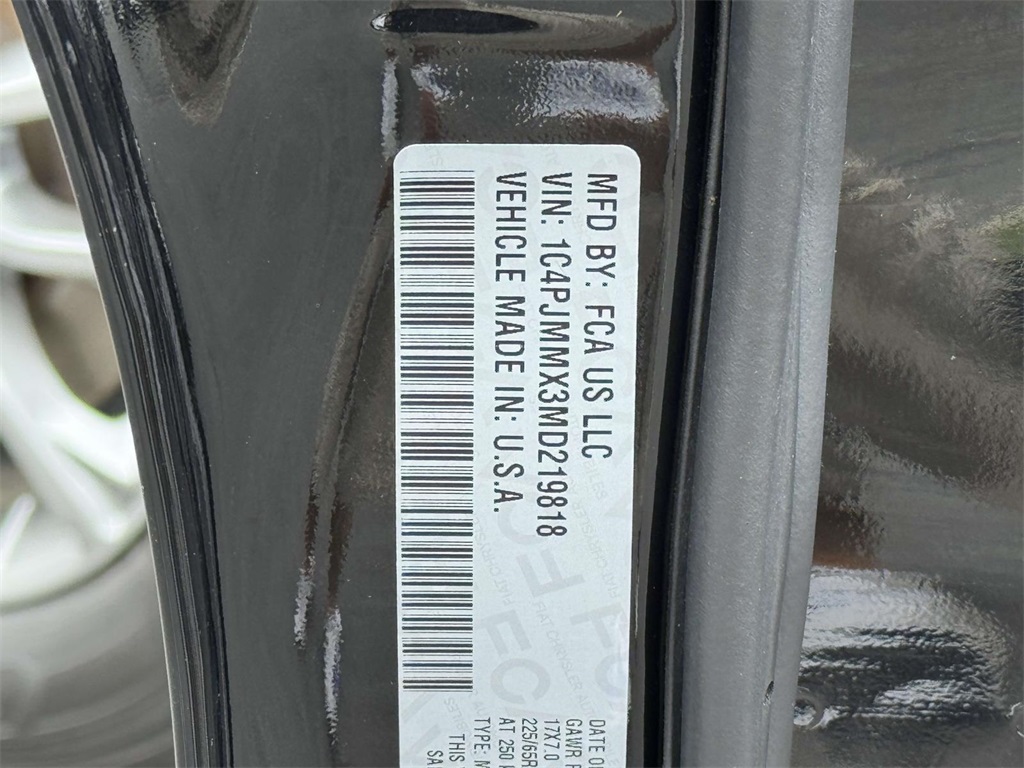 MFD BY: FCA US LLC
VIN: 1C4PJMMX3MD219818
VEHICLE MADE IN: U.S.A.
DATE O
GAWR F
17X7.0
225/65R
AT 250
TYPE: M
THIS
SA